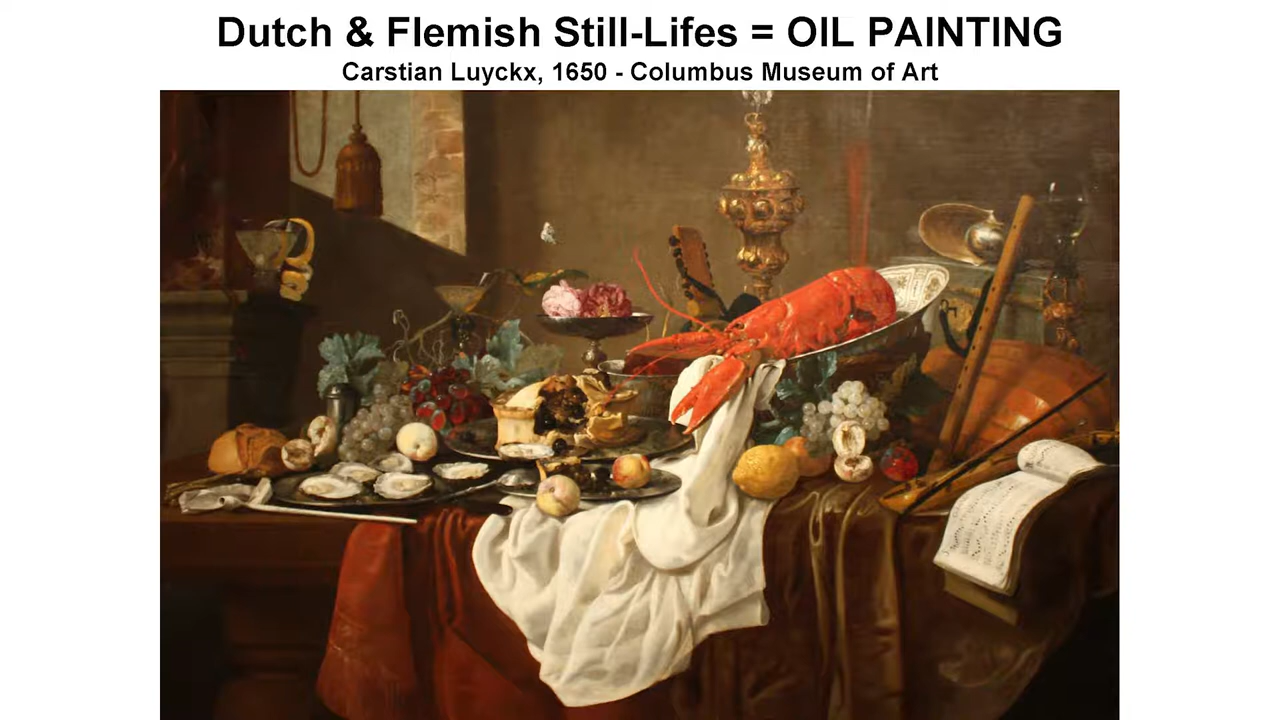 Dutch & Flemish Still-Lifes = OIL PAINTING
Carstian Luyckx, 1650 - Columbus Museum of Art